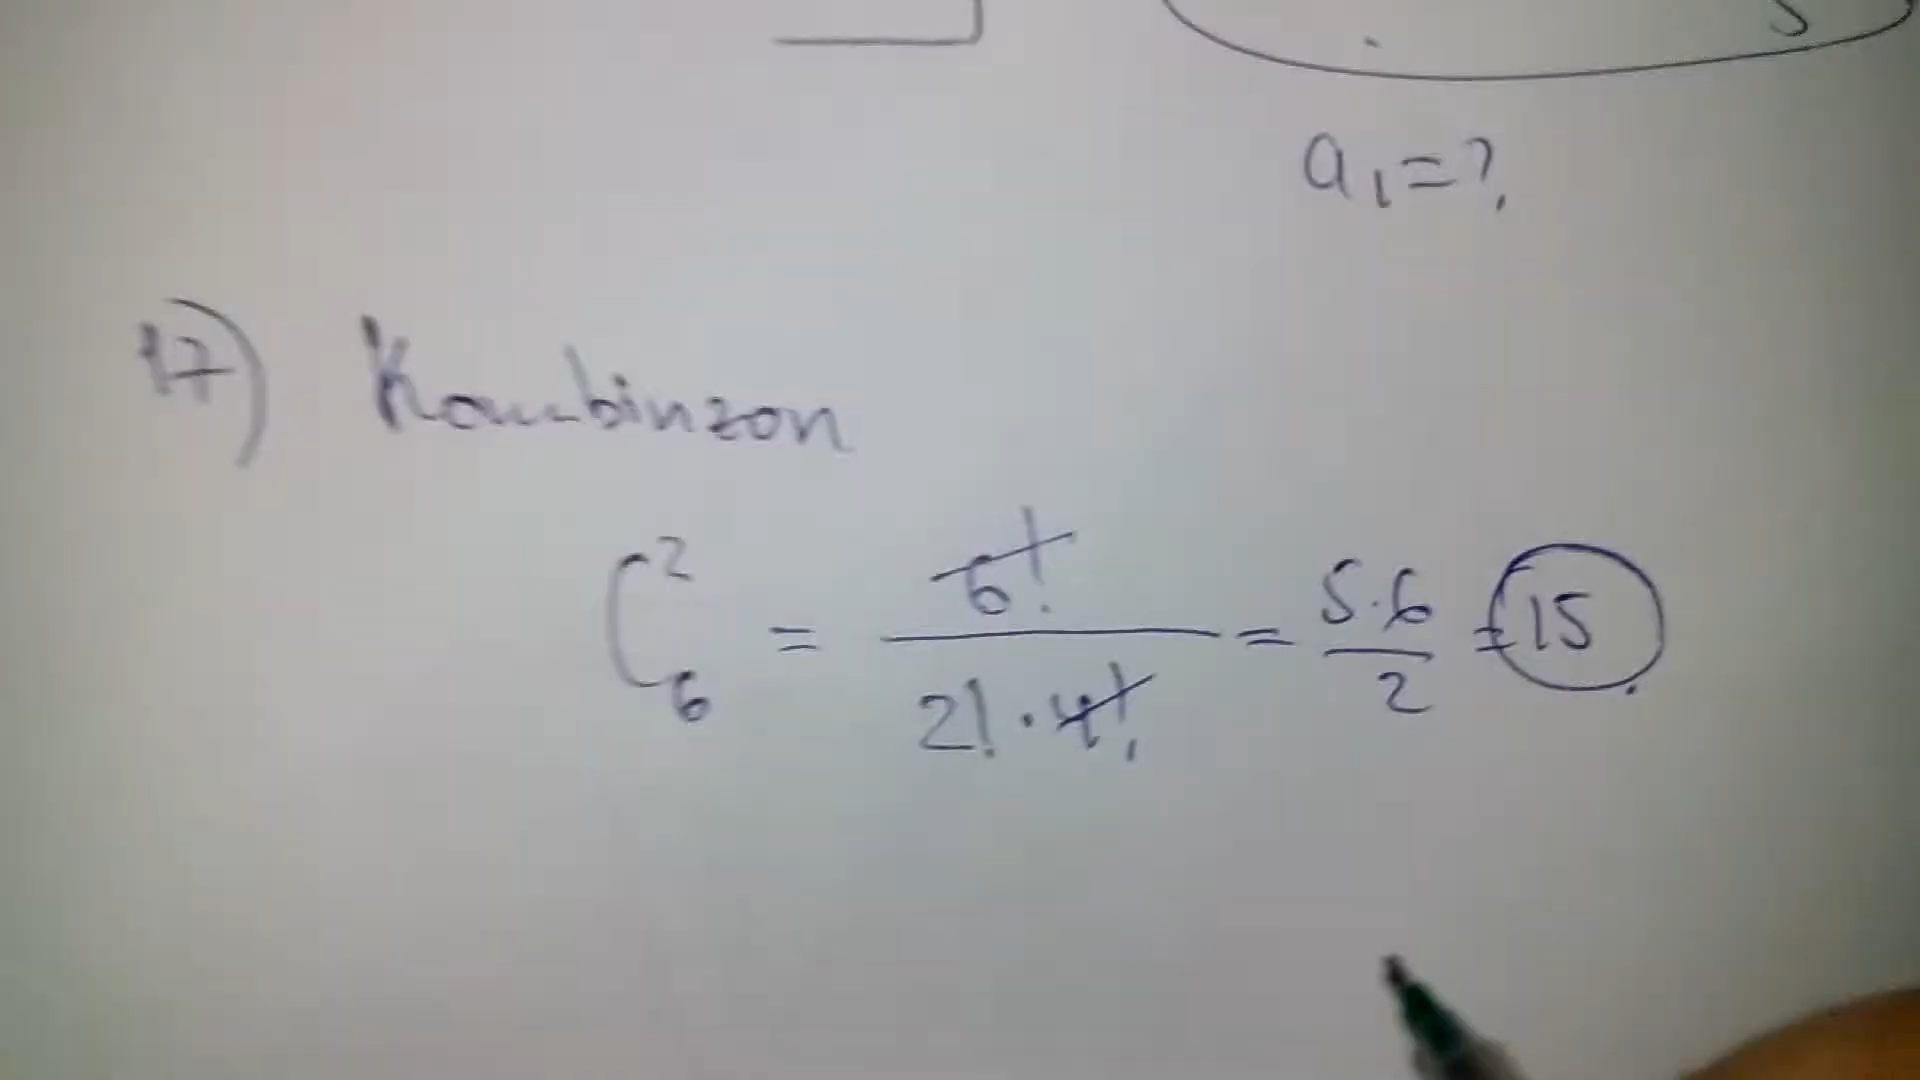 a₁=?
17) Kombinzon
C₆² = 6! / 2! · 4! = 5·6 / 2 = 15